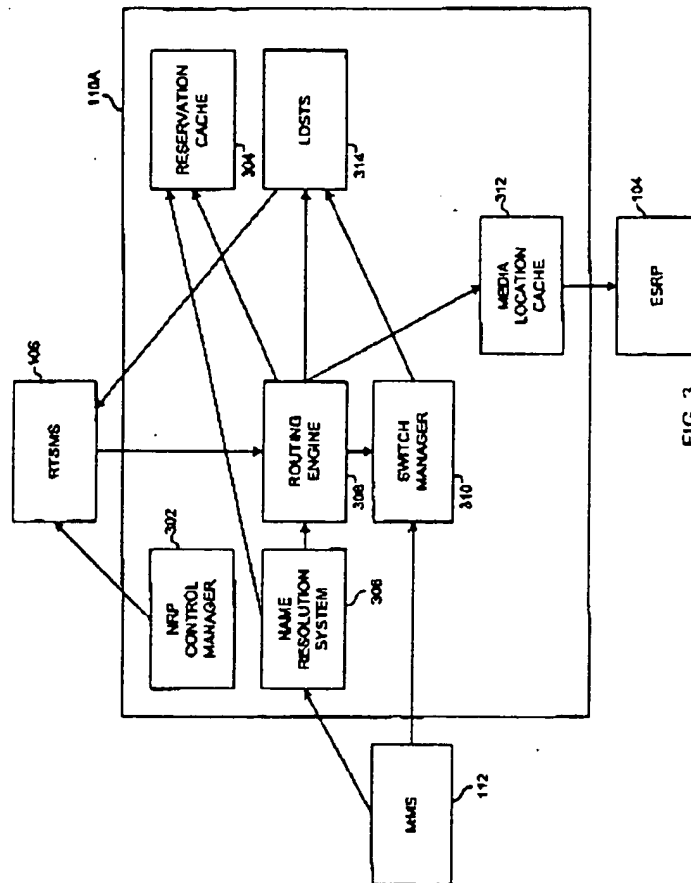 110A
RESERVATION
CACHE
304
LDSTS
314
312
MEDIA
LOCATION
CACHE
104
ESRP
106
RTSMS
ROUTING
ENGINE
308
SWITCH
MANAGER
310
302
NRP
CONTROL
MANAGER
NAME
RESOLUTION
SYSTEM
306
MMS
112
FIG. 3